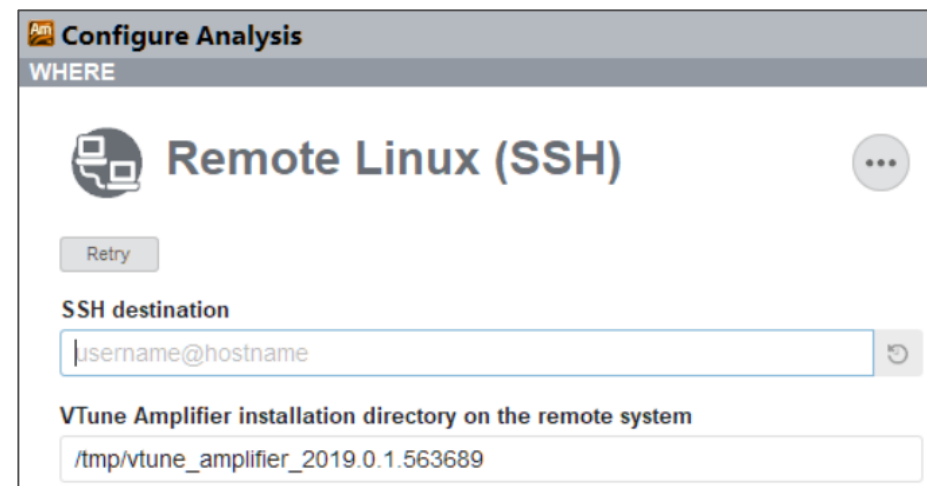 Am Configure Analysis
WHERE
Remote Linux (SSH)
Retry
SSH destination
username@hostname
VTune Amplifier installation directory on the remote system
/tmp/vtune_amplifier_2019.0.1.563689